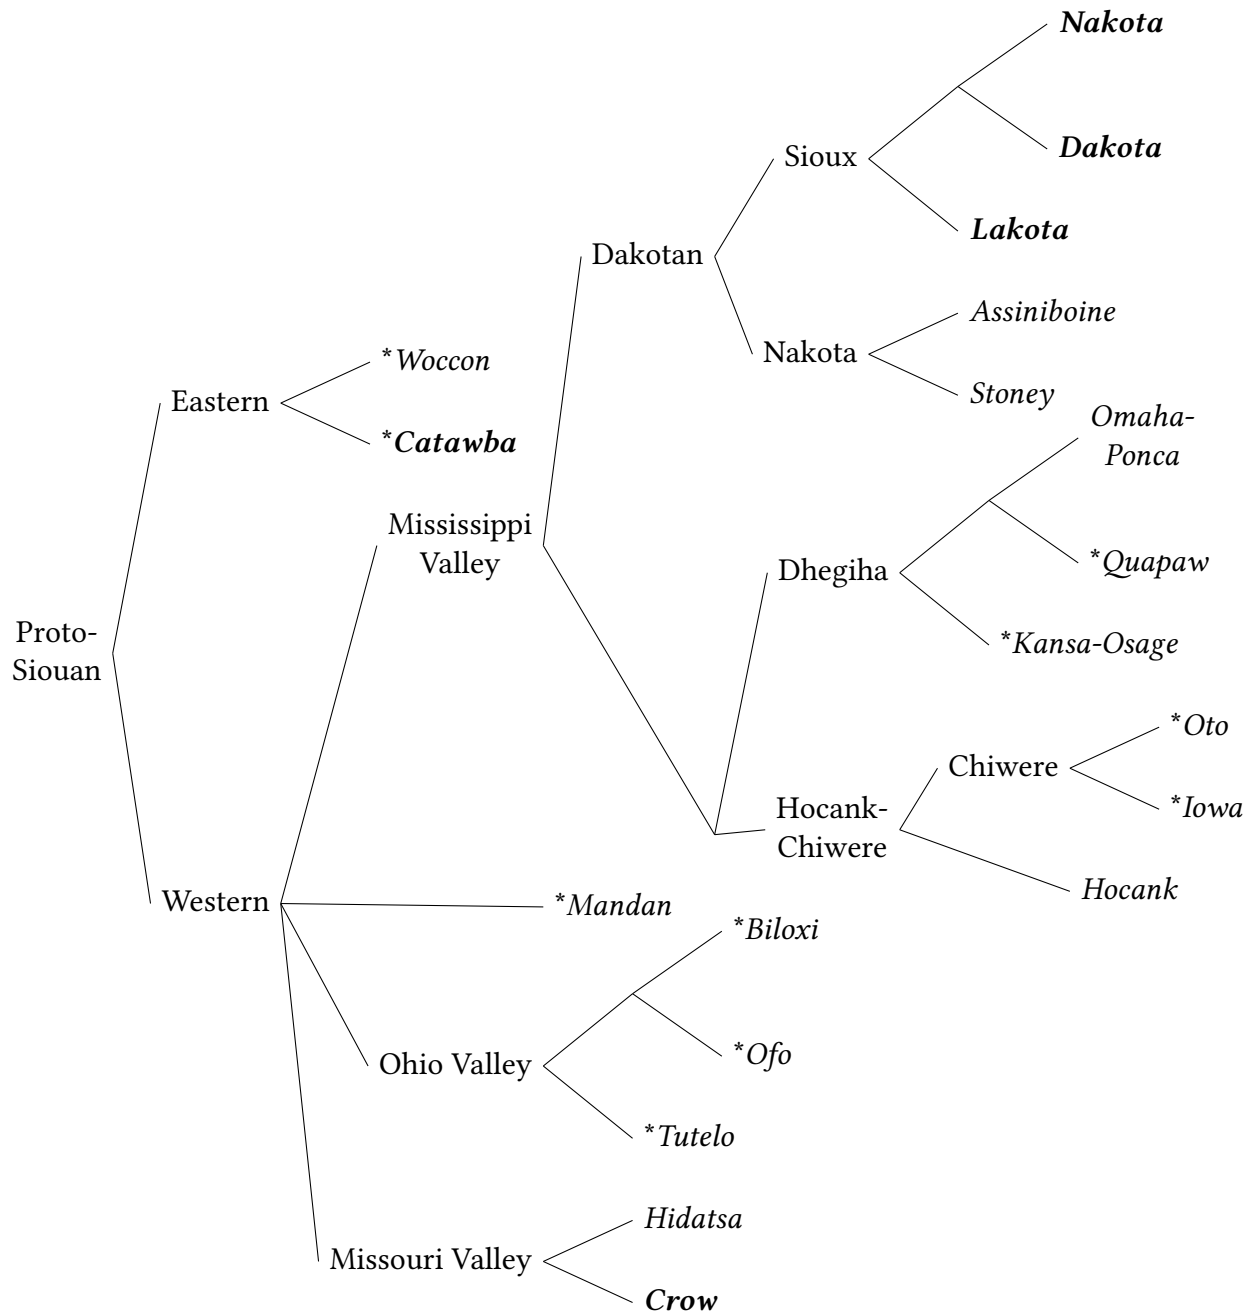 Nakota
Dakota
Sioux
Lakota
Dakotan
Assiniboine
Nakota
*Woccon
Stoney
Eastern
Omaha-
Ponca
*Catawba
Mississippi
Valley
Dhegiha
*Quapaw
Proto-
Siouan
*Kansa-Osage
*Oto
Chiwere
Hocank-
Chiwere
*Iowa
Hocank
Western
*Mandan
*Biloxi
*Ofo
Ohio Valley
*Tutelo
Hidatsa
Missouri Valley
Crow